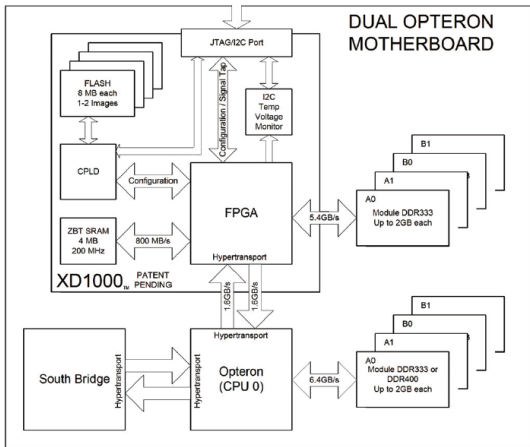 DUAL OPTERON
MOTHERBOARD
JTAG/I2C Port
FLASH
8 MB each
1-2 Images
Configuration / Signal Tap
I2C
Temp
Voltage
Monitor
CPLD
Configuration
FPGA
Hypertransport
ZBT SRAM
4 MB
200 MHz
800 MB/s
5.4GB/s
B1
B0
A1
A0
Module DDR333
Up to 2GB each
XD1000™ PATENT
PENDING
1.6GB/s
1.6GB/s
South Bridge
Hypertransport
Hypertransport
Hypertransport
Opteron
(CPU 0)
6.4GB/s
B1
B0
A1
A0
Module DDR333 or
DDR400
Up to 2GB each